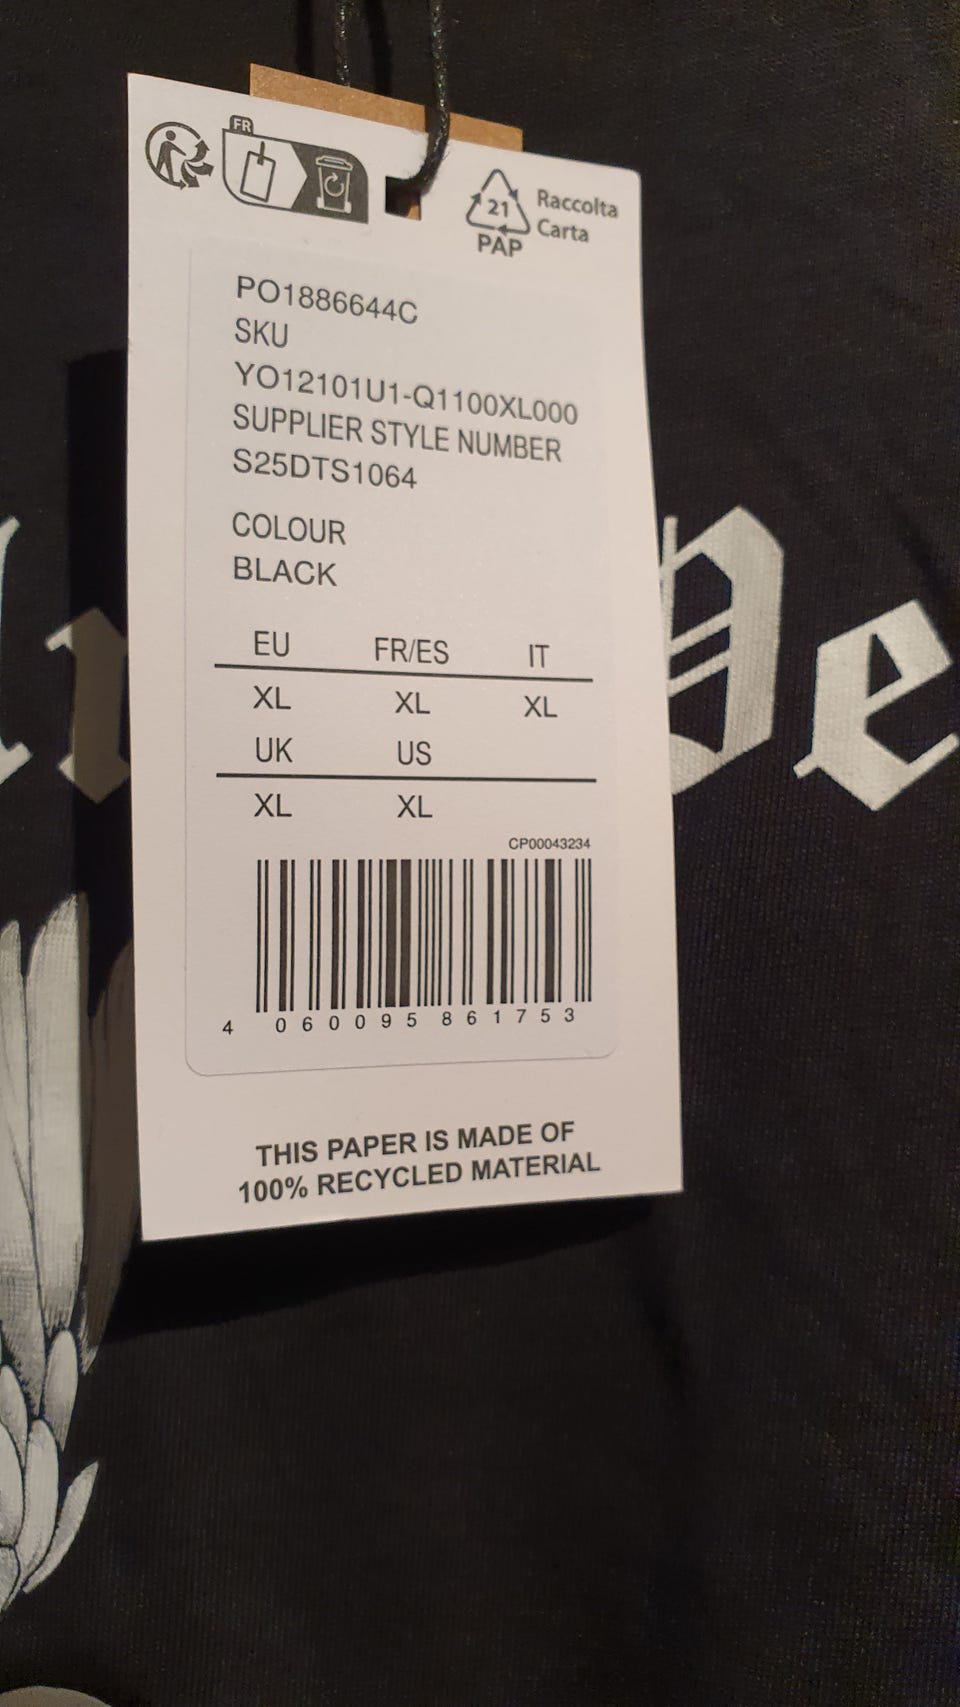 FR
21
PAP
Raccolta
Carta
PO1886644C
SKU
YO12101U1-Q1100XL000
SUPPLIER STYLE NUMBER
S25DTS1064
COLOUR
BLACK
EU FR/ES IT
XL XL XL
UK US
XL XL
CP00043234
4 060095 861753
THIS PAPER IS MADE OF
100% RECYCLED MATERIAL